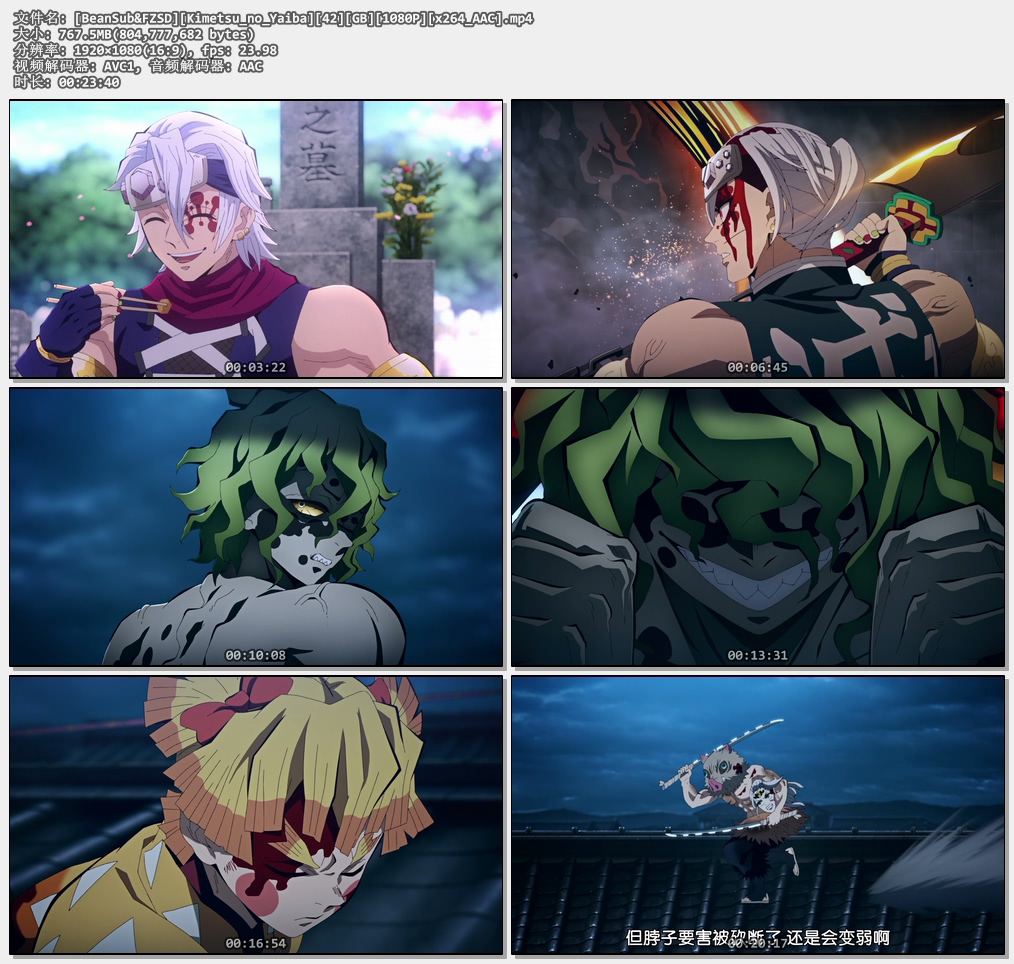 文件名: [BeanSub&FZSD][Kimetsu_no_Yaiba][42][GB][1080P][x264_AAC].mp4
大小: 767.5MB(804,777,682 bytes)
分辨率: 1920×1080(16:9), fps: 23.98
视频解码器: AVC1, 音频解码器: AAC
时长: 00:23:40
之墓
00:03:22
00:06:45
00:10:08
00:13:31
00:16:54
但脖子要害被砍断了 还是会变弱啊
00:20:17